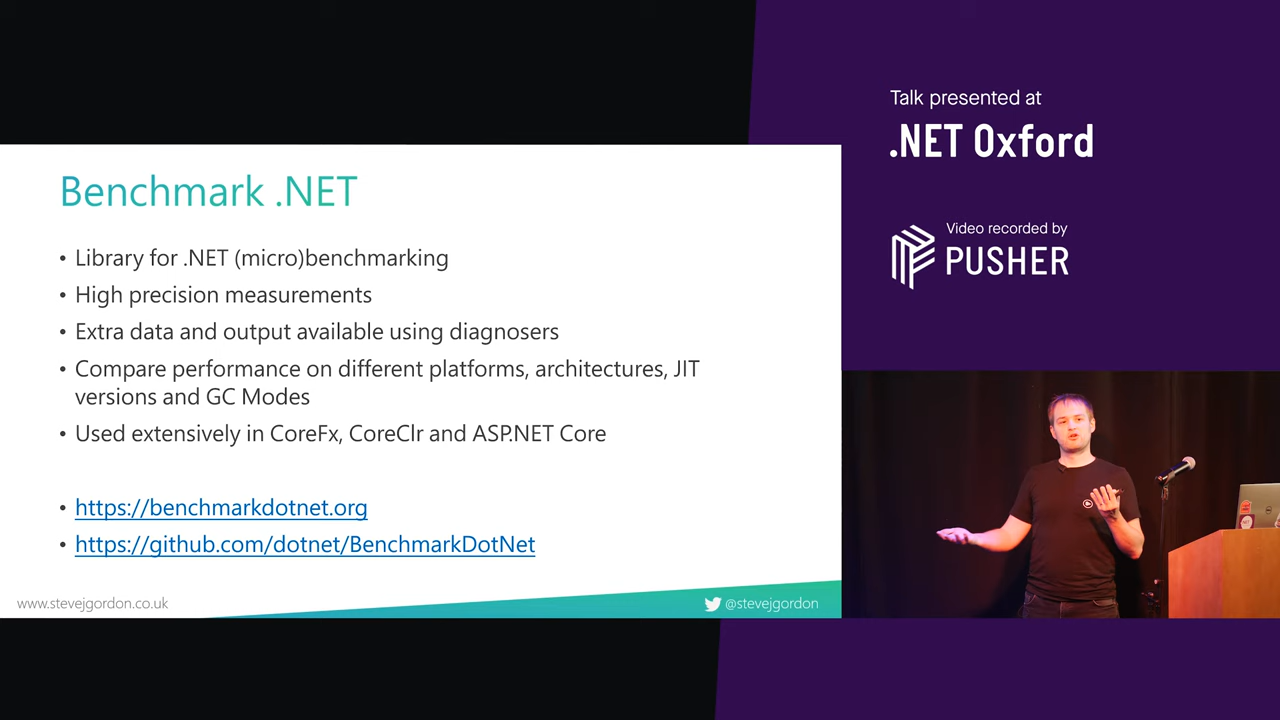 Talk presented at
.NET Oxford
Video recorded by
PUSHER
Benchmark .NET
• Library for .NET (micro)benchmarking
• High precision measurements
• Extra data and output available using diagnosers
• Compare performance on different platforms, architectures, JIT
versions and GC Modes
• Used extensively in CoreFx, CoreClr and ASP.NET Core
• https://benchmarkdotnet.org
• https://github.com/dotnet/BenchmarkDotNet
www.stevejgordon.co.uk
@stevejgordon